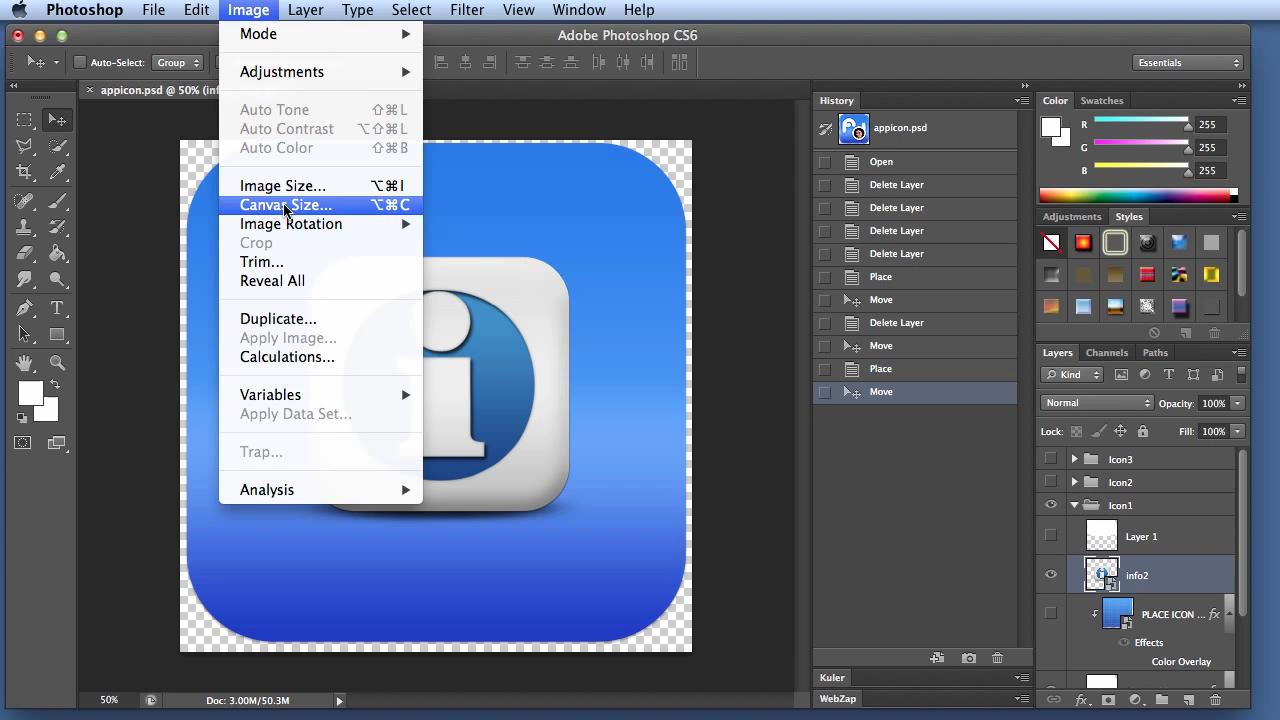 Photoshop File Edit Image Layer Type Select Filter View Window Help
Adobe Photoshop CS6
Auto-Select: Group
Essentials
appicon.psd @ 50% (inf
Mode
Adjustments
Auto Tone ⇧⌘L
Auto Contrast ⌥⇧⌘L
Auto Color ⇧⌘B
Image Size... ⌥⌘I
Canvas Size... ⌥⌘C
Image Rotation
Crop
Trim...
Reveal All
Duplicate...
Apply Image...
Calculations...
Variables
Apply Data Set...
Trap...
Analysis
i
50% Doc: 3.00M/50.3M
History
appicon.psd
Open
Delete Layer
Delete Layer
Delete Layer
Delete Layer
Place
Move
Delete Layer
Move
Place
Move
Kuler
WebZap
Color Swatches
R 255
G 255
B 255
Adjustments Styles
Layers Channels Paths
Kind
Normal Opacity: 100%
Lock: Fill: 100%
Icon3
Icon2
Icon1
Layer 1
info2
PLACE ICON ... fx
Effects
Color Overlay
fx